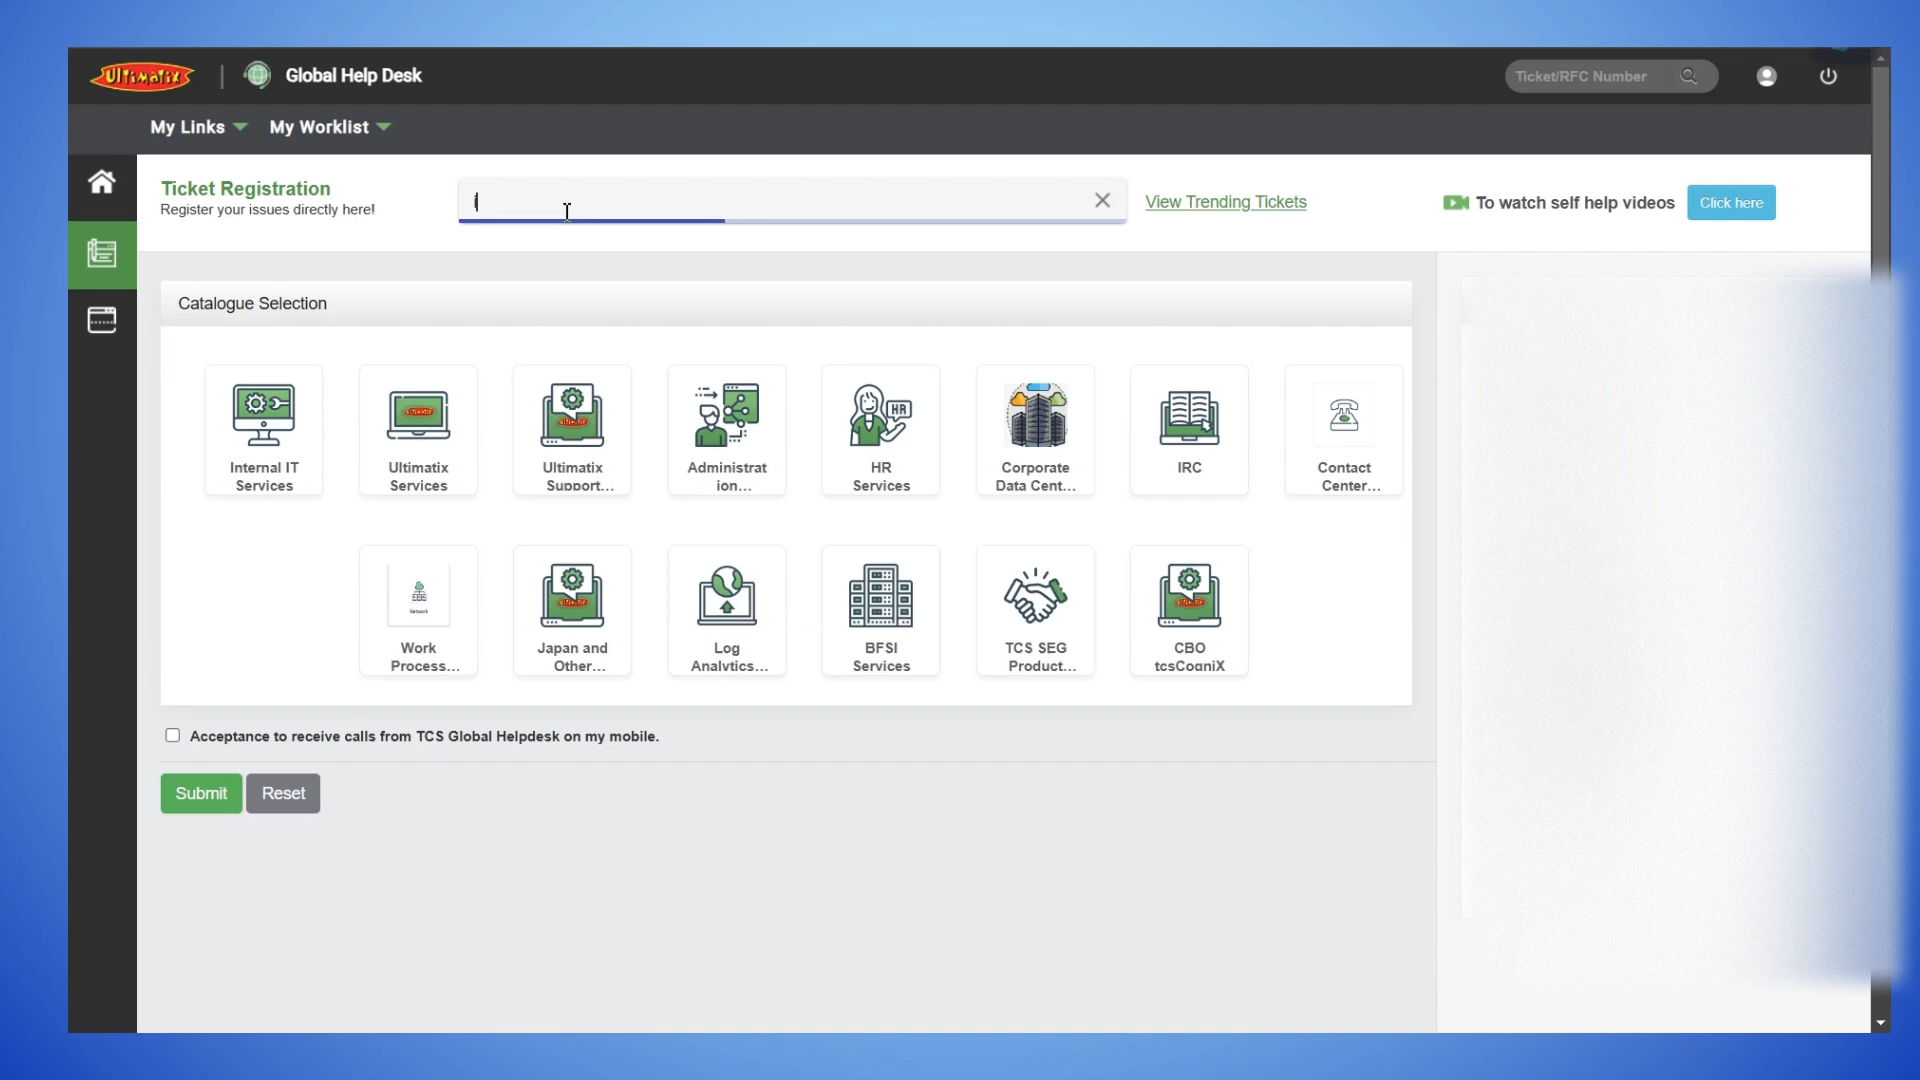 Ultimatix
Global Help Desk
Ticket/RFC Number
My Links
My Worklist
Ticket Registration
Register your issues directly here!
i
View Trending Tickets
To watch self help videos
Click here
Catalogue Selection
Internal IT
Services
Ultimatix
Services
Ultimatix
Support...
Administrat
ion...
HR
HR
Services
Corporate
Data Cent...
IRC
Contact
Center...
Network
Work
Process...
Japan and
Other...
Log
Analytics...
BFSI
Services
TCS SEG
Product...
CBO
tcsCogniX
Acceptance to receive calls from TCS Global Helpdesk on my mobile.
Submit
Reset